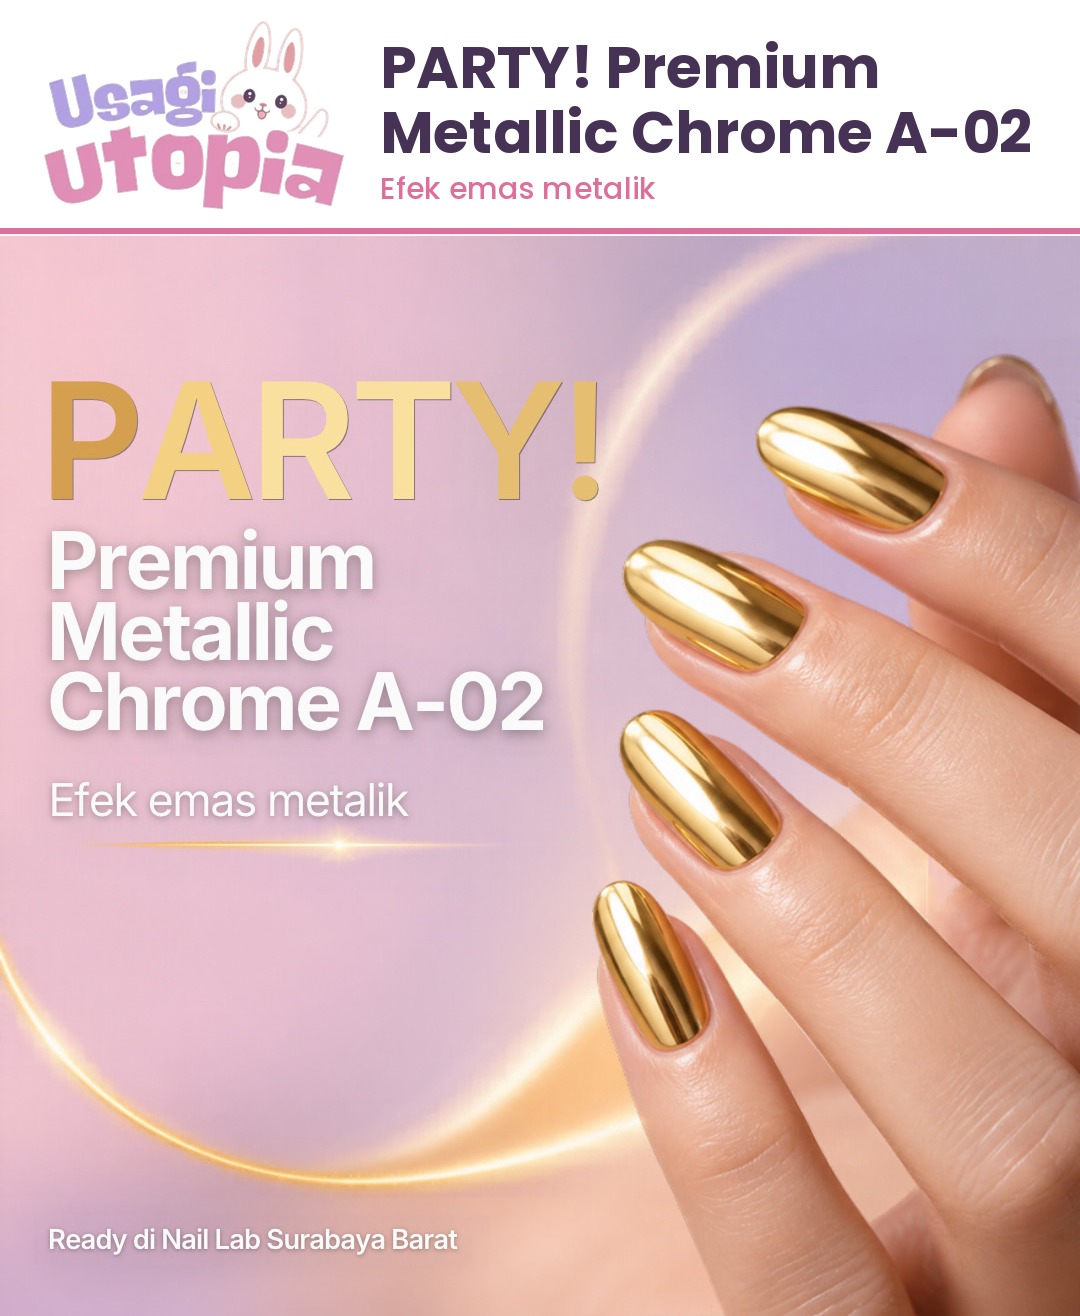 Usagi
Utopia
PARTY! Premium
Metallic Chrome A-02
Efek emas metalik
PARTY!
Premium
Metallic
Chrome A-02
Efek emas metalik
Ready di Nail Lab Surabaya Barat